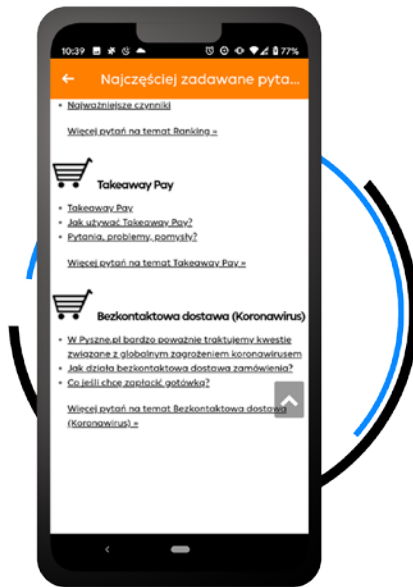 10:39
77%
Najczęściej zadawane pyta...
Najważniejsze czynniki
Więcej pytań na temat Ranking »
Takeaway Pay
Takeaway Pay
Jak używać Takeaway Pay?
Pytania, problemy, pomysły?
Więcej pytań na temat Takeaway Pay »
Bezkontaktowa dostawa (Koronawirus)
W Pyszne.pl bardzo poważnie traktujemy kwestie
związane z globalnym zagrożeniem koronawirusem
Jak działa bezkontaktowa dostawa zamówienia?
Co jeśli chcę zapłacić gotówką?
Więcej pytań na temat Bezkontaktowa dostawa
(Koronawirus) »